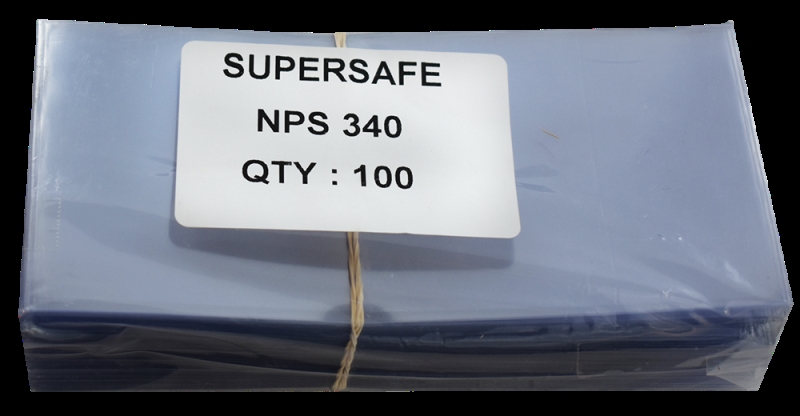 SUPERSAFE
NPS 340
QTY : 100